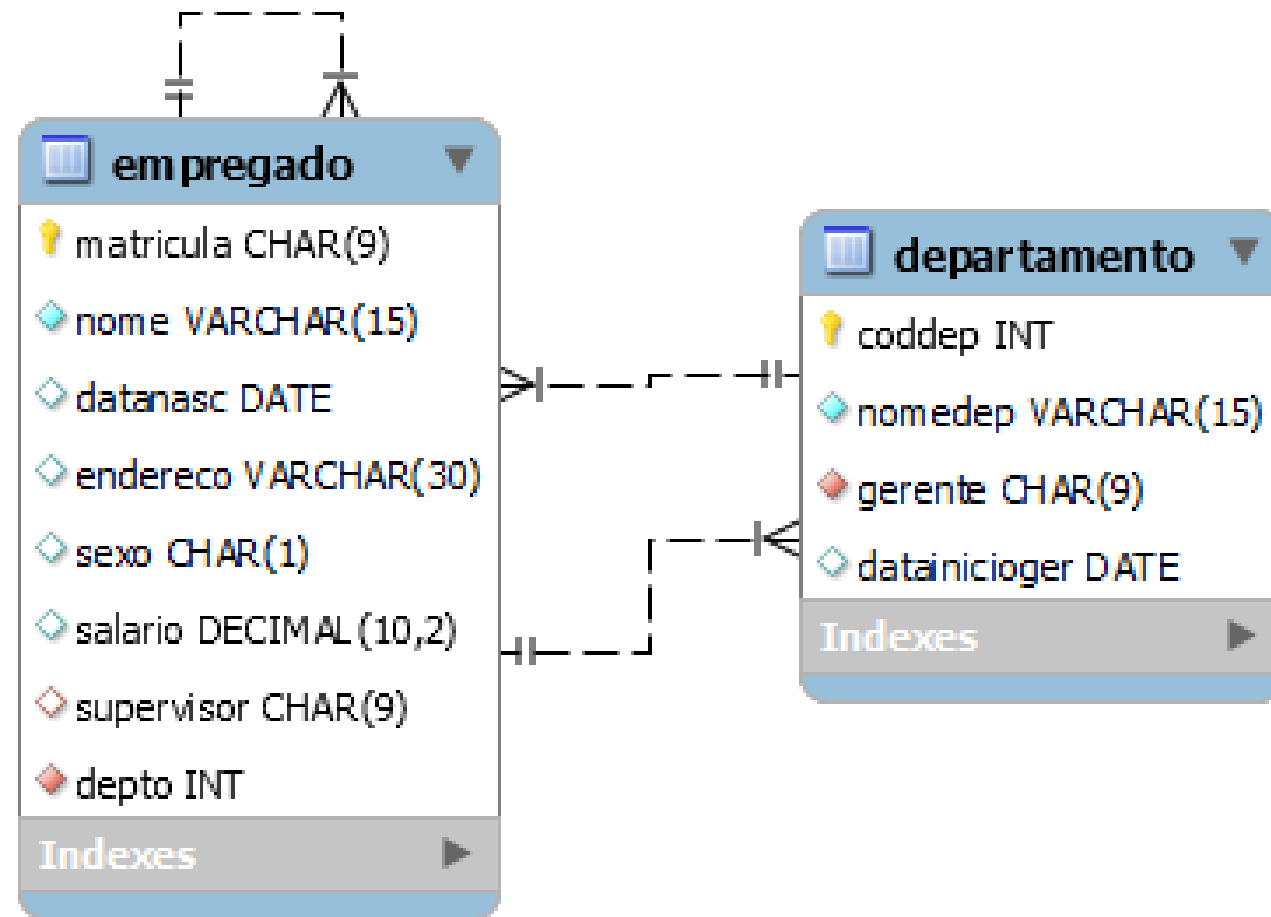 empregado
matricula CHAR(9)
nome VARCHAR(15)
datanasc DATE
endereco VARCHAR(30)
sexo CHAR(1)
salario DECIMAL(10,2)
supervisor CHAR(9)
depto INT
Indexes
departamento
coddep INT
nomedep VARCHAR(15)
gerente CHAR(9)
datainicioger DATE
Indexes